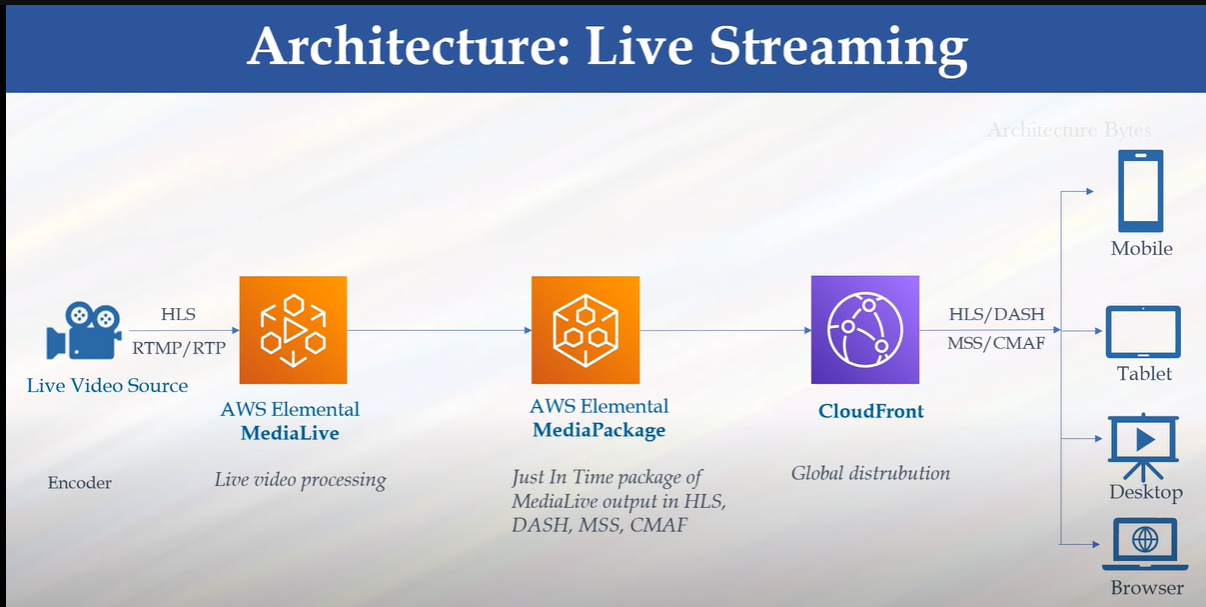 Architecture: Live Streaming
Architecture Bytes
Mobile
HLS
RTMP/RTP
Live Video Source
Encoder
AWS Elemental
MediaLive
Live video processing
AWS Elemental
MediaPackage
Just In Time package of
MediaLive output in HLS,
DASH, MSS, CMAF
CloudFront
Global distrubution
HLS/DASH
MSS/CMAF
Tablet
Desktop
Browser